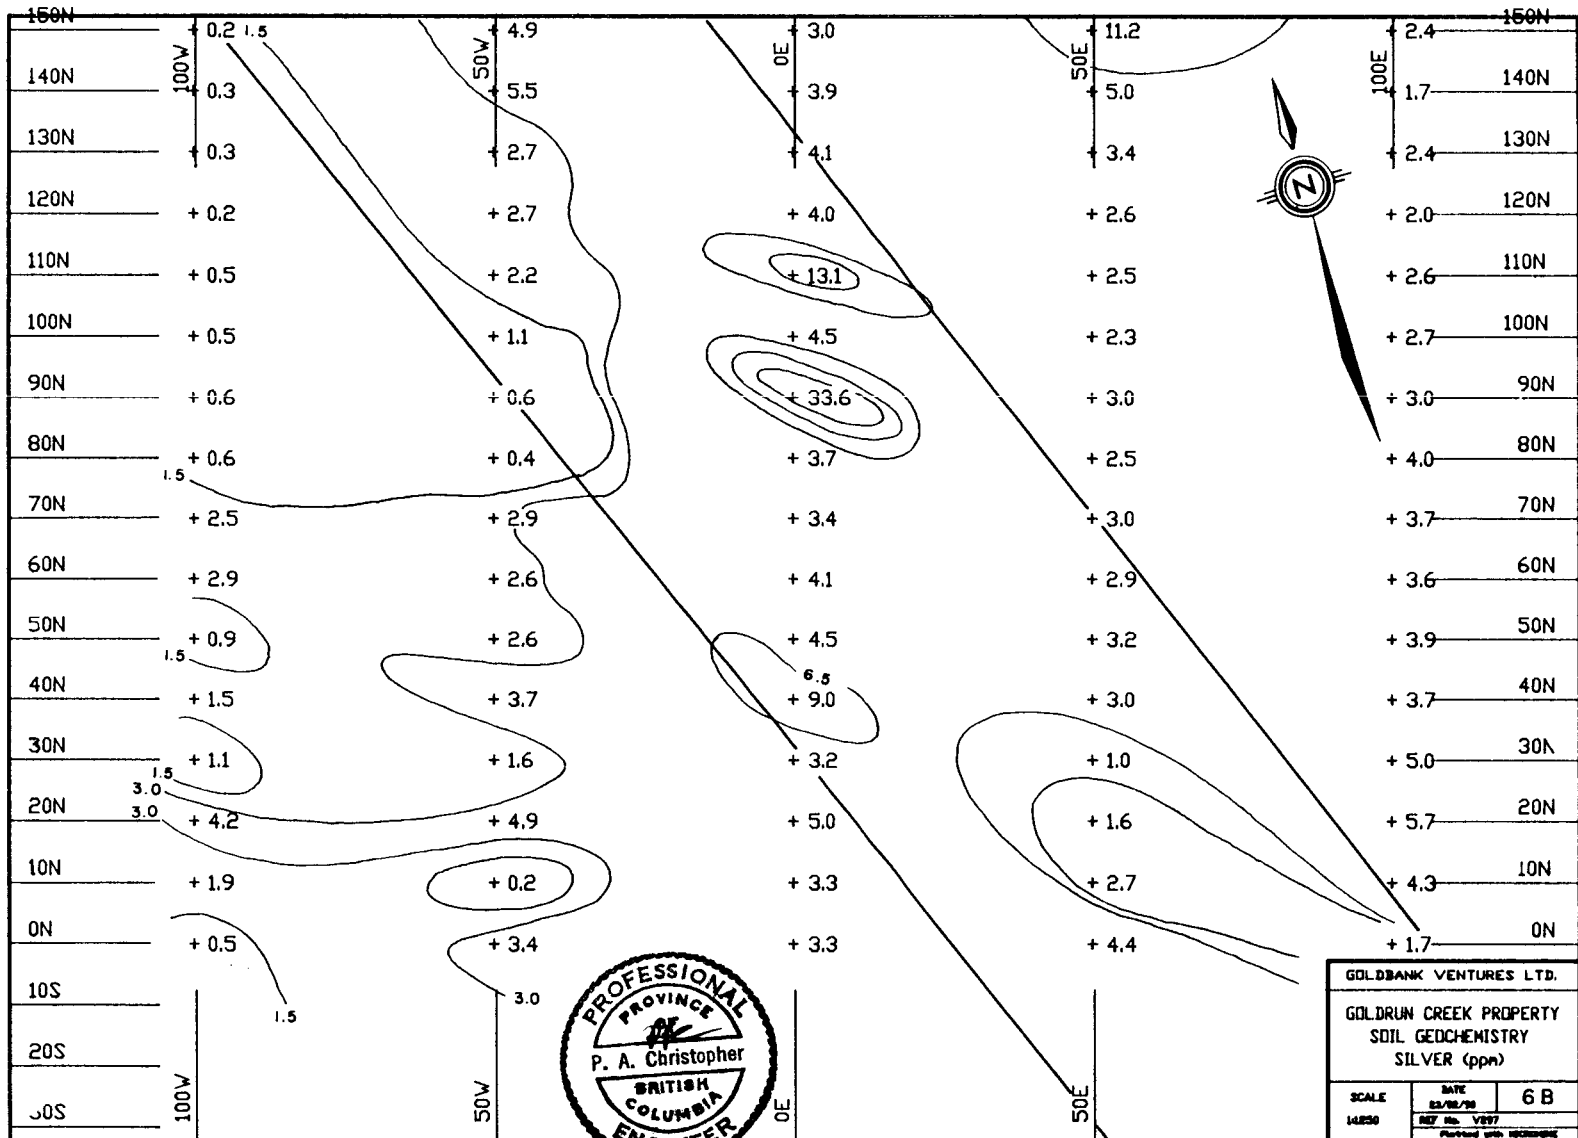 150N 0.2 1.5 4.9 3.0 11.2 2.4 150N
100W 50W 0E 50E 100E
140N 0.3 5.5 3.9 5.0 1.7 140N
130N 0.3 2.7 4.1 3.4 2.4 130N
N
120N 0.2 2.7 4.0 2.6 2.0 120N
110N 0.5 2.2 13.1 2.5 2.6 110N
100N 0.5 1.1 4.5 2.3 2.7 100N
90N 0.6 0.6 33.6 3.0 3.0 90N
80N 0.6 0.4 3.7 2.5 4.0 80N
1.5
70N 2.5 2.9 3.4 3.0 3.7 70N
60N 2.9 2.6 4.1 2.9 3.6 60N
50N 0.9 2.6 4.5 3.2 3.9 50N
1.5
6.5
40N 1.5 3.7 9.0 3.0 3.7 40N
30N 1.1 1.6 3.2 1.0 5.0 30N
1.5
3.0
3.0
20N 4.2 4.9 5.0 1.6 5.7 20N
10N 1.9 0.2 3.3 2.7 4.3 10N
0N 0.5 3.4 3.3 4.4 1.7 0N
10S
1.5
3.0
20S
30S
100W 50W 0E 50E
PROFESSIONAL
PROVINCE
OF
P. A. Christopher
BRITISH
COLUMBIA
GOLDBANK VENTURES LTD.
GOLDRUN CREEK PROPERTY
SOIL GEOCHEMISTRY
SILVER (ppm)
SCALE
DATE
6 B
REF No. V897
Plotted with